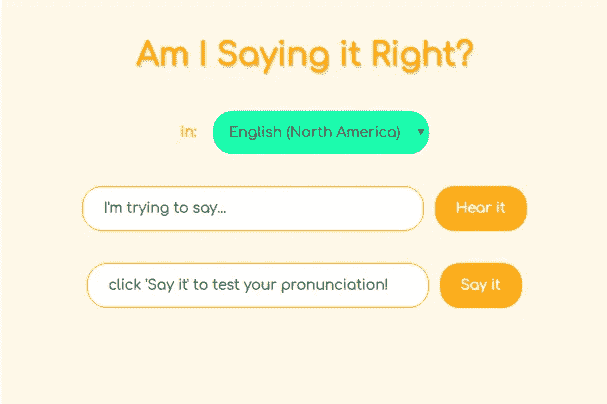 Am I Saying it Right?
in: English (North America)
I'm trying to say... Hear it
click 'Say it' to test your pronunciation! Say it